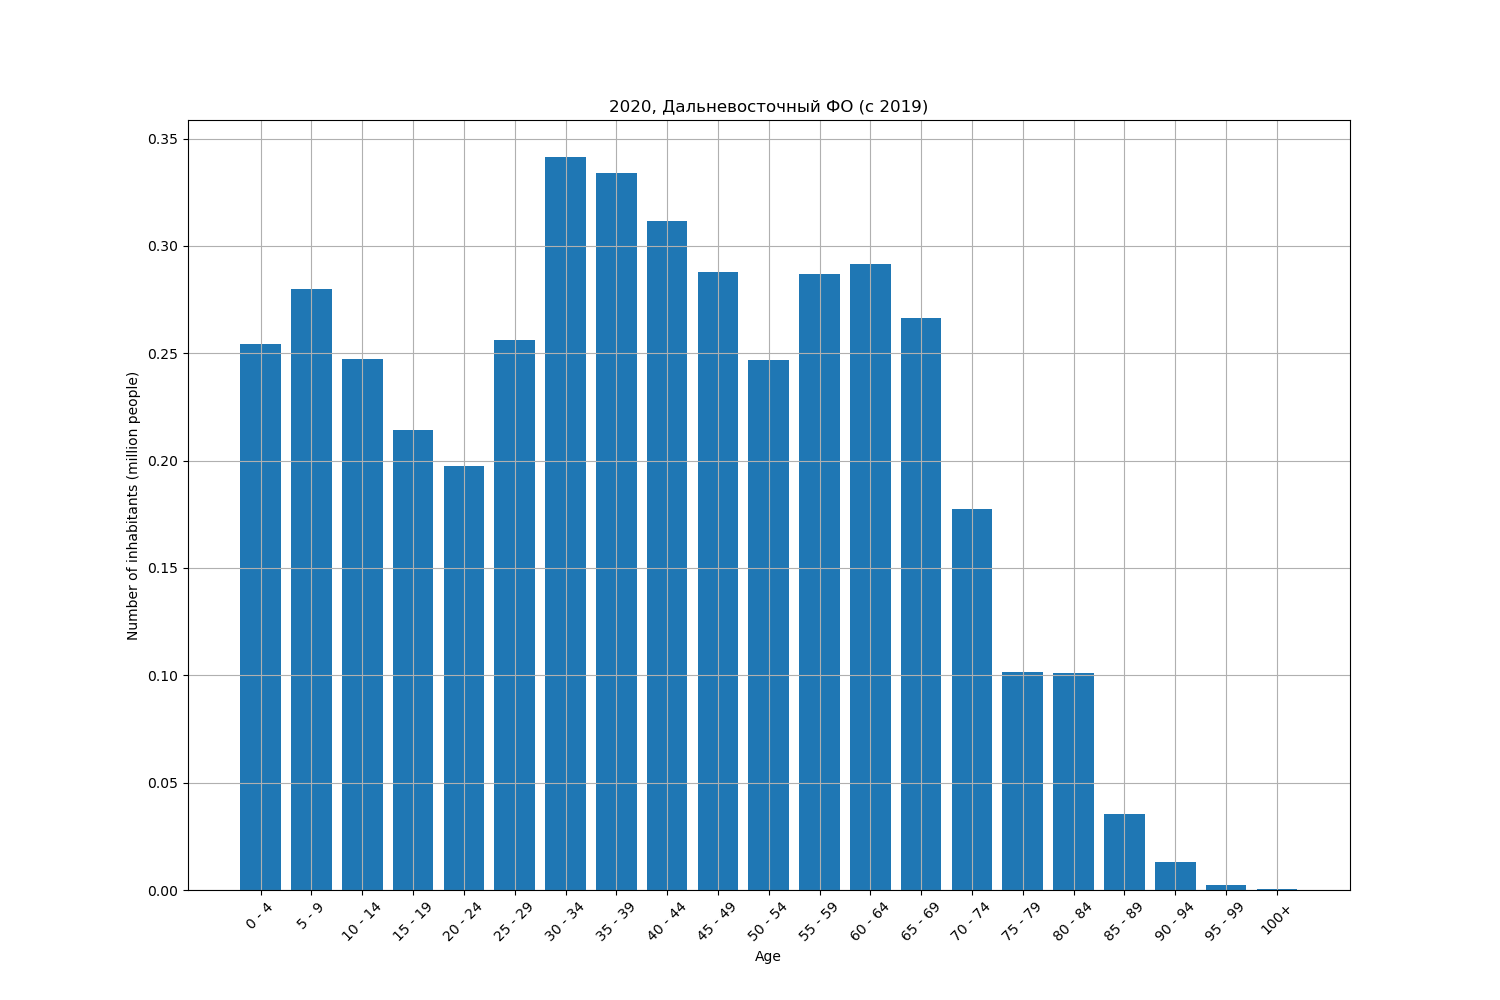 2020, Дальневосточный ФО (с 2019)
Number of inhabitants (million people)
0.35
0.30
0.25
0.20
0.15
0.10
0.05
0.00
0 - 4
5 - 9
10 - 14
15 - 19
20 - 24
25 - 29
30 - 34
35 - 39
40 - 44
45 - 49
50 - 54
55 - 59
60 - 64
65 - 69
70 - 74
75 - 79
80 - 84
85 - 89
90 - 94
95 - 99
100+
Age